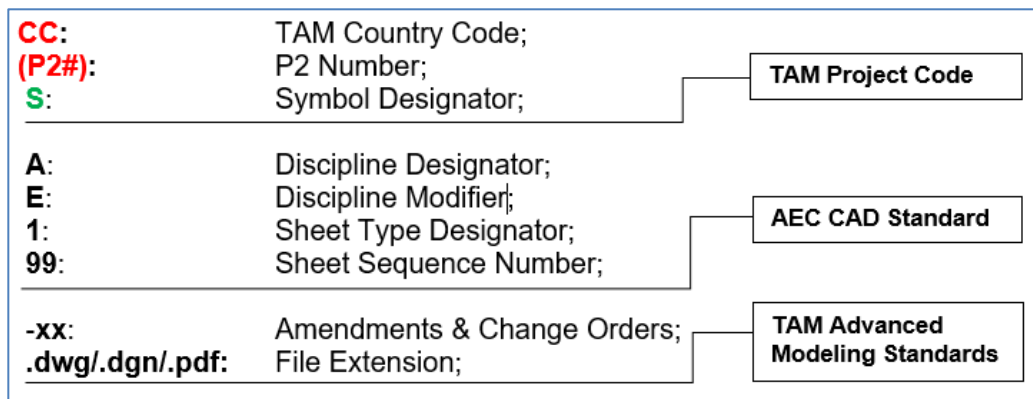 CC: TAM Country Code;
(P2#): P2 Number;
S: Symbol Designator;
TAM Project Code
A: Discipline Designator;
E: Discipline Modifier;
1: Sheet Type Designator;
99: Sheet Sequence Number;
AEC CAD Standard
-xx: Amendments & Change Orders;
.dwg/.dgn/.pdf: File Extension;
TAM Advanced
Modeling Standards